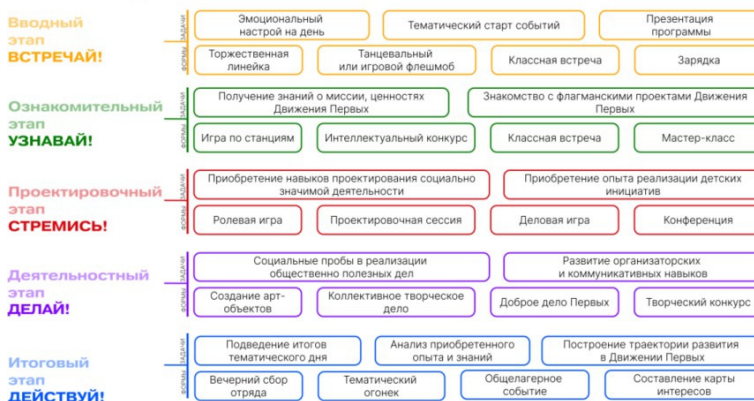 Вводный
этап
ВСТРЕЧАЙ!
ЗАДАЧИ
Эмоциональный
настрой на день
Тематический старт событий
Презентация
программы
ФОРМЫ
Торжественная
линейка
Танцевальный
или игровой флешмоб
Классная встреча
Зарядка
Ознакомительный
этап
УЗНАВАЙ!
ЗАДАЧИ
Получение знаний о миссии, ценностях
Движения Первых
Знакомство с флагманскими проектами Движения
Первых
ФОРМЫ
Игра по станциям
Интеллектуальный конкурс
Классная встреча
Мастер-класс
Проектировочный
этап
СТРЕМИСЬ!
ЗАДАЧИ
Приобретение навыков проектирования социально
значимой деятельности
Приобретение опыта реализации детских
инициатив
ФОРМЫ
Ролевая игра
Проектировочная сессия
Деловая игра
Конференция
Деятельностный
этап
ДЕЛАЙ!
ЗАДАЧИ
Социальные пробы в реализации
общественно полезных дел
Развитие организаторских
и коммуникативных навыков
ФОРМЫ
Создание арт-
объектов
Коллективное творческое
дело
Доброе дело Первых
Творческий конкурс
Итоговый
этап
ДЕЙСТВУЙ!
ЗАДАЧИ
Подведение итогов
тематического дня
Анализ приобретенного
опыта и знаний
Построение траектории развития
в Движении Первых
ФОРМЫ
Вечерний сбор
отряда
Тематический
огонек
Общелагерное
событие
Составление карты
интересов